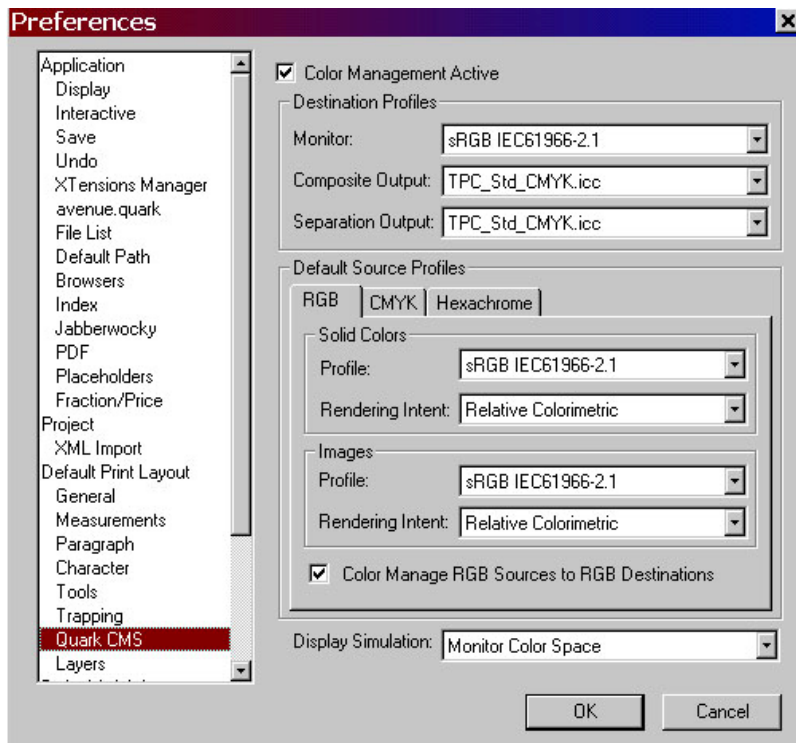 Preferences
Application
Display
Interactive
Save
Undo
XTensions Manager
avenue.quark
File List
Default Path
Browsers
Index
Jabberwocky
PDF
Placeholders
Fraction/Price
Project
XML Import
Default Print Layout
General
Measurements
Paragraph
Character
Tools
Trapping
Quark CMS
Layers
Color Management Active
Destination Profiles
Monitor: sRGB IEC61966-2.1
Composite Output: TPC_Std_CMYK.icc
Separation Output: TPC_Std_CMYK.icc
Default Source Profiles
RGB CMYK Hexachrome
Solid Colors
Profile: sRGB IEC61966-2.1
Rendering Intent: Relative Colorimetric
Images
Profile: sRGB IEC61966-2.1
Rendering Intent: Relative Colorimetric
Color Manage RGB Sources to RGB Destinations
Display Simulation: Monitor Color Space
OK Cancel